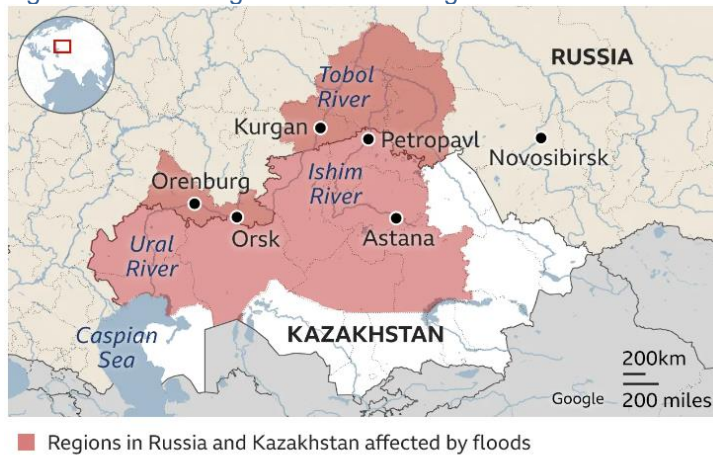 RUSSIA
Tobol
River
Kurgan
Petropavl
Novosibirsk
Ishim
River
Orenburg
Orsk
Astana
Ural
River
Caspian
Sea
KAZAKHSTAN
200km
200 miles
Google
Regions in Russia and Kazakhstan affected by floods